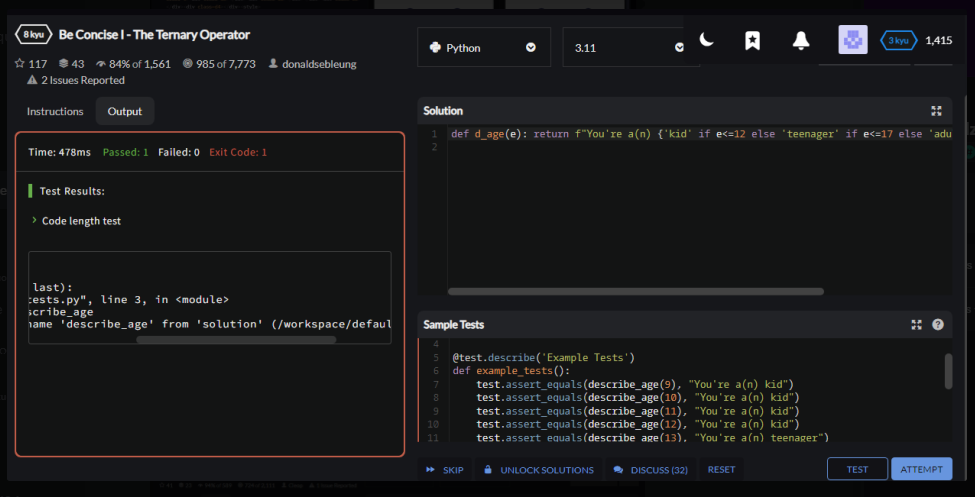 8 kyu Be Concise I - The Ternary Operator
117 43 84% of 1,561 985 of 7,773 donaldsebleung
2 Issues Reported
Python
3.11
3 kyu 1,415
Instructions Output
Time: 478ms Passed: 1 Failed: 0 Exit Code: 1
Test Results:
Code length test
last):
tests.py", line 3, in <module>
scribe_age
name 'describe_age' from 'solution' (/workspace/defaul
Solution
1 def d_age(e): return f"You're a(n) {'kid' if e<=12 else 'teenager' if e<=17 else 'adu
2
Sample Tests
4
5 @test.describe('Example Tests')
6 def example_tests():
7 test.assert_equals(describe_age(9), "You're a(n) kid")
8 test.assert_equals(describe_age(10), "You're a(n) kid")
9 test.assert_equals(describe_age(11), "You're a(n) kid")
10 test.assert_equals(describe_age(12), "You're a(n) kid")
11 test.assert_equals(describe_age(13), "You're a(n) teenager")
SKIP UNLOCK SOLUTIONS DISCUSS (32) RESET TEST ATTEMPT